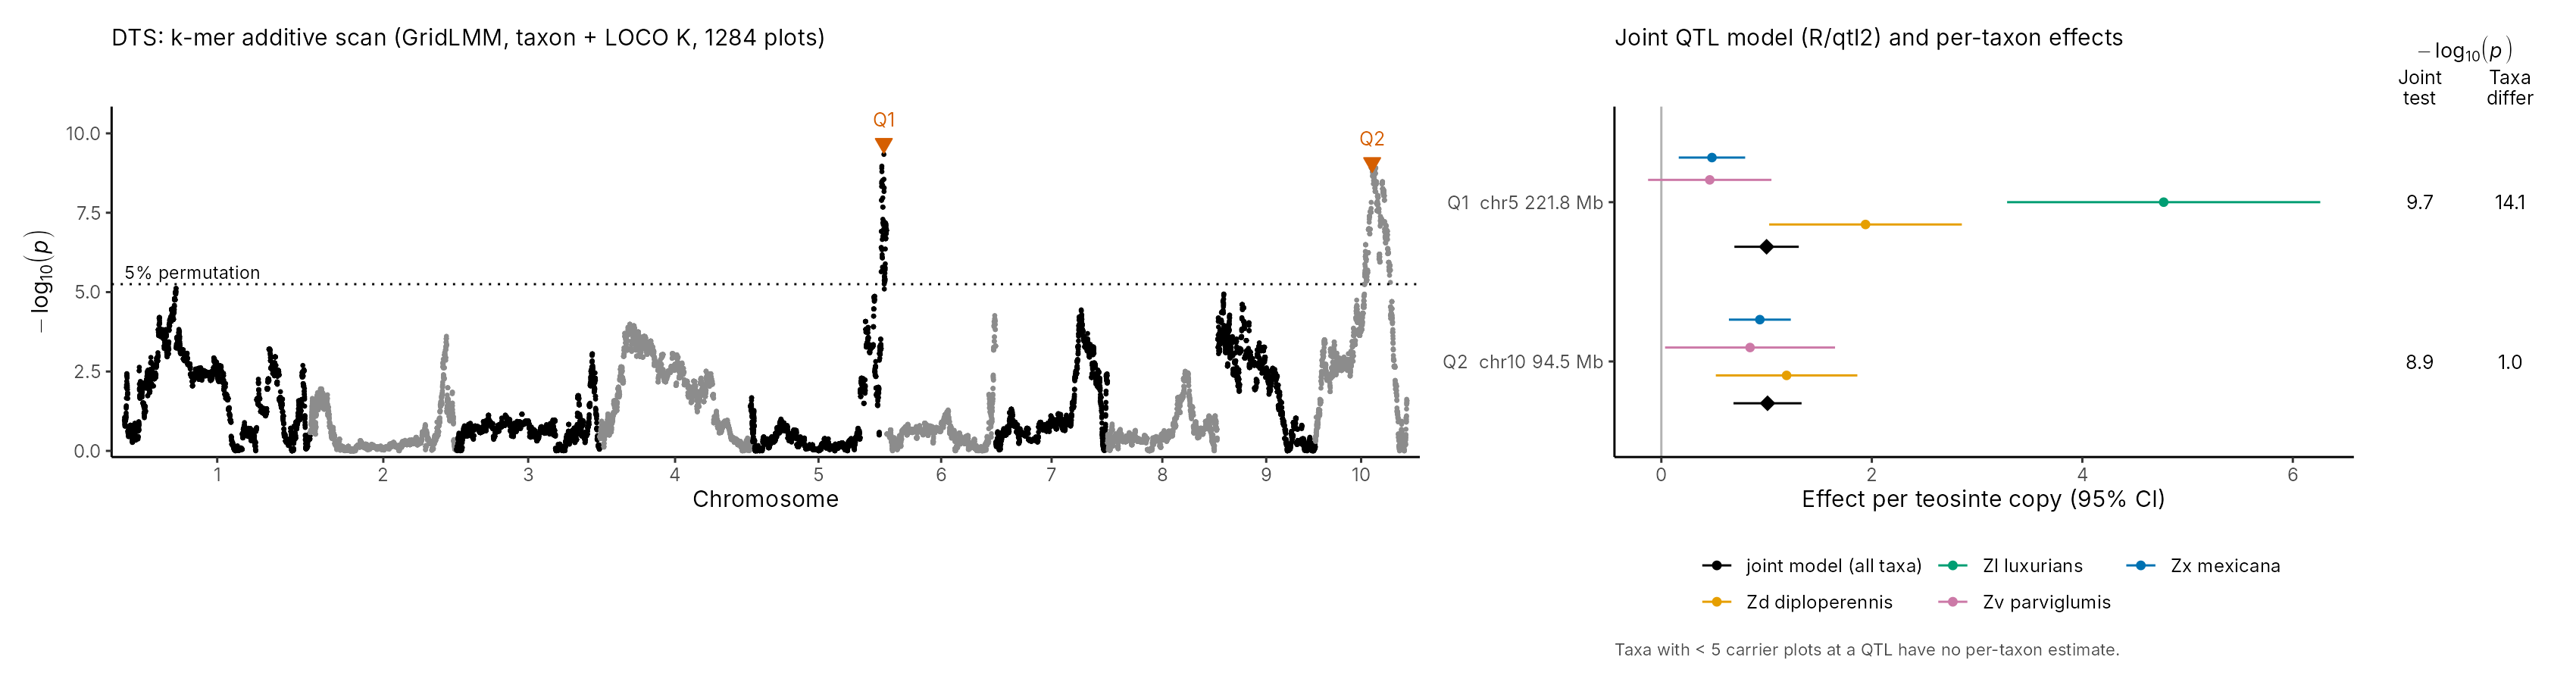 DTS: k-mer additive scan (GridLMM, taxon + LOCO K, 1284 plots)
− log10(p)
10.0
7.5
5.0
2.5
0.0
5% permutation
Q1
Q2
1 2 3 4 5 6 7 8 9 10
Chromosome
Joint QTL model (R/qtl2) and per-taxon effects
− log10(p)
Joint test
Taxa differ
Q1 chr5 221.8 Mb
9.7 14.1
Q2 chr10 94.5 Mb
8.9 1.0
0 2 4 6
Effect per teosinte copy (95% CI)
joint model (all taxa) Zl luxurians Zx mexicana
Zd diploperennis Zv parviglumis
Taxa with < 5 carrier plots at a QTL have no per-taxon estimate.